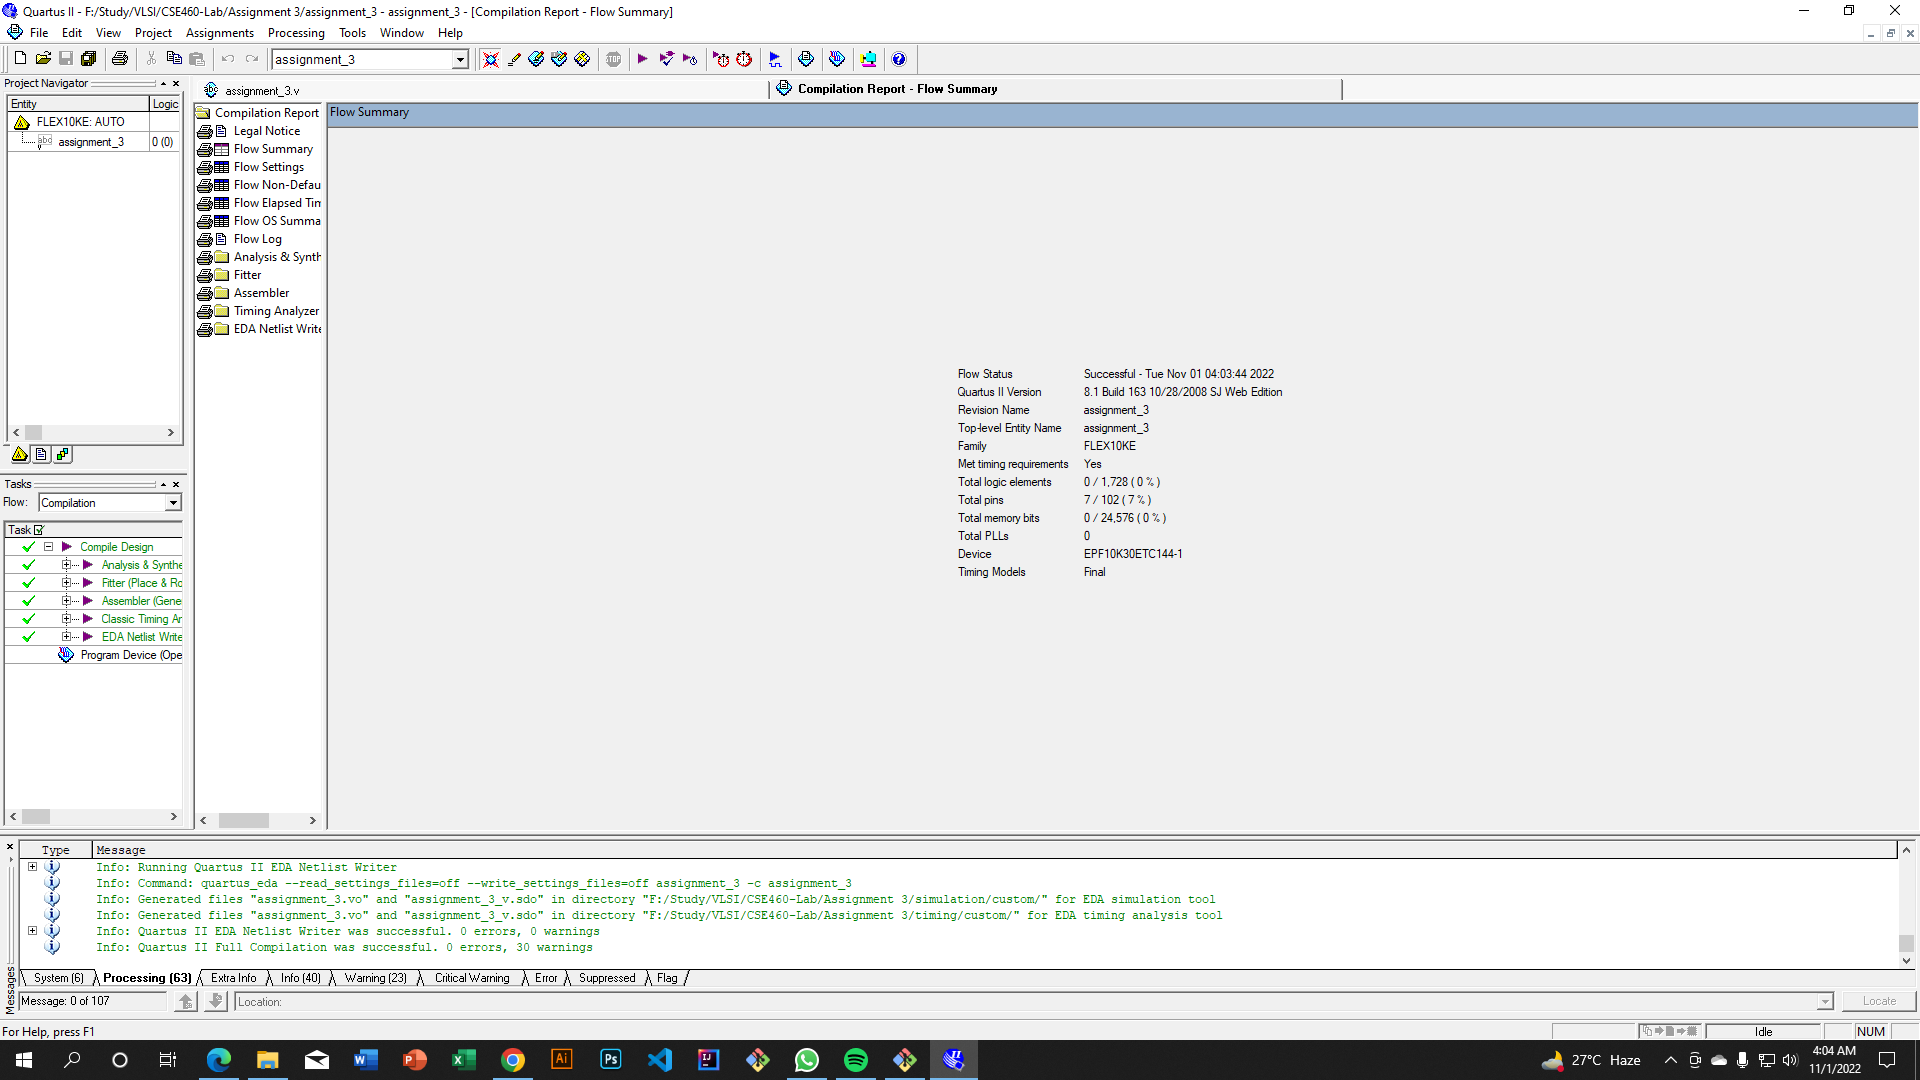 Quartus II - F:/Study/VLSI/CSE460-Lab/Assignment 3/assignment_3 - assignment_3 - [Compilation Report - Flow Summary]
File Edit View Project Assignments Processing Tools Window Help
assignment_3
STOP
Project Navigator
Entity Logic
FLEX10KE: AUTO
abc assignment_3 0 (0)
abc assignment_3.v
Compilation Report - Flow Summary
Compilation Report
Legal Notice
Flow Summary
Flow Settings
Flow Non-Defau
Flow Elapsed Tim
Flow OS Summa
Flow Log
Analysis & Synth
Fitter
Assembler
Timing Analyzer
EDA Netlist Write
Flow Summary
Flow Status Successful - Tue Nov 01 04:03:44 2022
Quartus II Version 8.1 Build 163 10/28/2008 SJ Web Edition
Revision Name assignment_3
Top-level Entity Name assignment_3
Family FLEX10KE
Met timing requirements Yes
Total logic elements 0 / 1,728 ( 0 % )
Total pins 7 / 102 ( 7 % )
Total memory bits 0 / 24,576 ( 0 % )
Total PLLs 0
Device EPF10K30ETC144-1
Timing Models Final
Tasks
Flow: Compilation
Task
Compile Design
Analysis & Synthe
Fitter (Place & Ro
Assembler (Gene
Classic Timing Ar
EDA Netlist Write
Program Device (Ope
Type Message
Info: Running Quartus II EDA Netlist Writer
Info: Command: quartus_eda --read_settings_files=off --write_settings_files=off assignment_3 -c assignment_3
Info: Generated files "assignment_3.vo" and "assignment_3_v.sdo" in directory "F:/Study/VLSI/CSE460-Lab/Assignment 3/simulation/custom/" for EDA simulation tool
Info: Generated files "assignment_3.vo" and "assignment_3_v.sdo" in directory "F:/Study/VLSI/CSE460-Lab/Assignment 3/timing/custom/" for EDA timing analysis tool
Info: Quartus II EDA Netlist Writer was successful. 0 errors, 0 warnings
Info: Quartus II Full Compilation was successful. 0 errors, 30 warnings
Messages
System (6) Processing (63) Extra Info Info (40) Warning (23) Critical Warning Error Suppressed Flag
Message: 0 of 107 Location: Locate
For Help, press F1 Idle NUM
27°C Haze
4:04 AM
11/1/2022